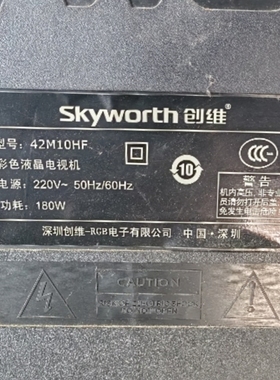 Skyworth 创维®
型号: 42M10HF
彩色液晶电视机
电源: 220V~ 50Hz/60Hz
功耗: 180W
10
CCC
警告
机内高压, 非专
员请勿打开后盖
免发生电击危险
深圳创维-RGB电子有限公司 中国·深圳
CAUTION